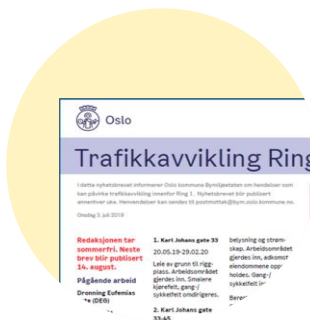 Oslo
Trafikkavvikling Ring
I dette nyhetsbrevet informerer Oslo kommune Bymiljøetaten om hendelser som
kan påvirke trafikkavvikling innenfor Ring 1. Nyhetsbrevet blir publisert
annenhver uke. Henvendelser kan sendes til postmottak@bym.oslo.kommune.no.
Onsdag 3. juli 2019
Redaksjonen tar
sommerfri. Neste
brev blir publisert
14. august.
Pågående arbeid
Dronning Eufemias
(DEG)
1. Karl Johans gate 33
20.05.19-29.02.20
Leie av grunn til rigg-
plass. Arbeidsområdet
gjerdes inn. Smalere
kjørefelt, gang-/
sykkelfelt omdirigeres.
2. Karl Johans gate
33-45
belysning og strøm-
skap. Arbeidsområdet
gjerdes inn, adkomst
eiendommene opp
holdes. Gang-/
sykkelfelt